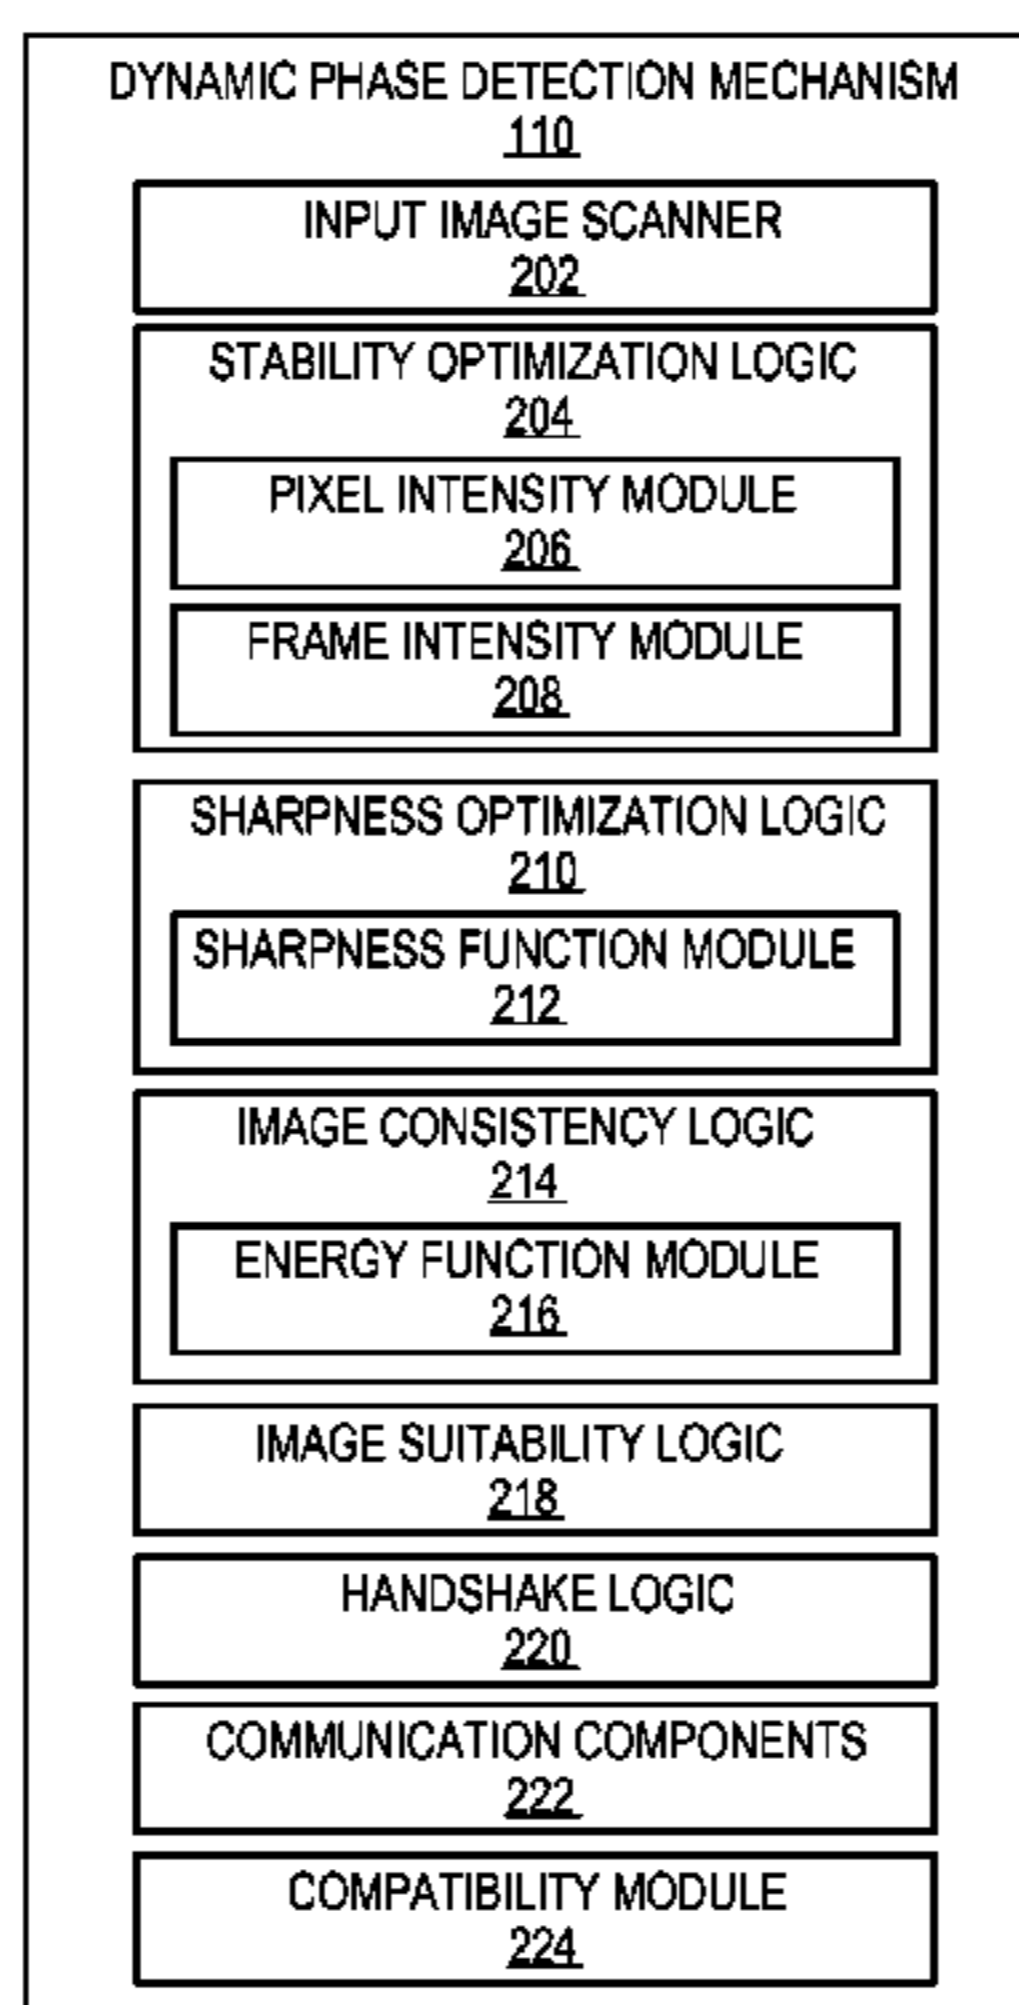 DYNAMIC PHASE DETECTION MECHANISM
110
INPUT IMAGE SCANNER
202
STABILITY OPTIMIZATION LOGIC
204
PIXEL INTENSITY MODULE
206
FRAME INTENSITY MODULE
208
SHARPNESS OPTIMIZATION LOGIC
210
SHARPNESS FUNCTION MODULE
212
IMAGE CONSISTENCY LOGIC
214
ENERGY FUNCTION MODULE
216
IMAGE SUITABILITY LOGIC
218
HANDSHAKE LOGIC
220
COMMUNICATION COMPONENTS
222
COMPATIBILITY MODULE
224